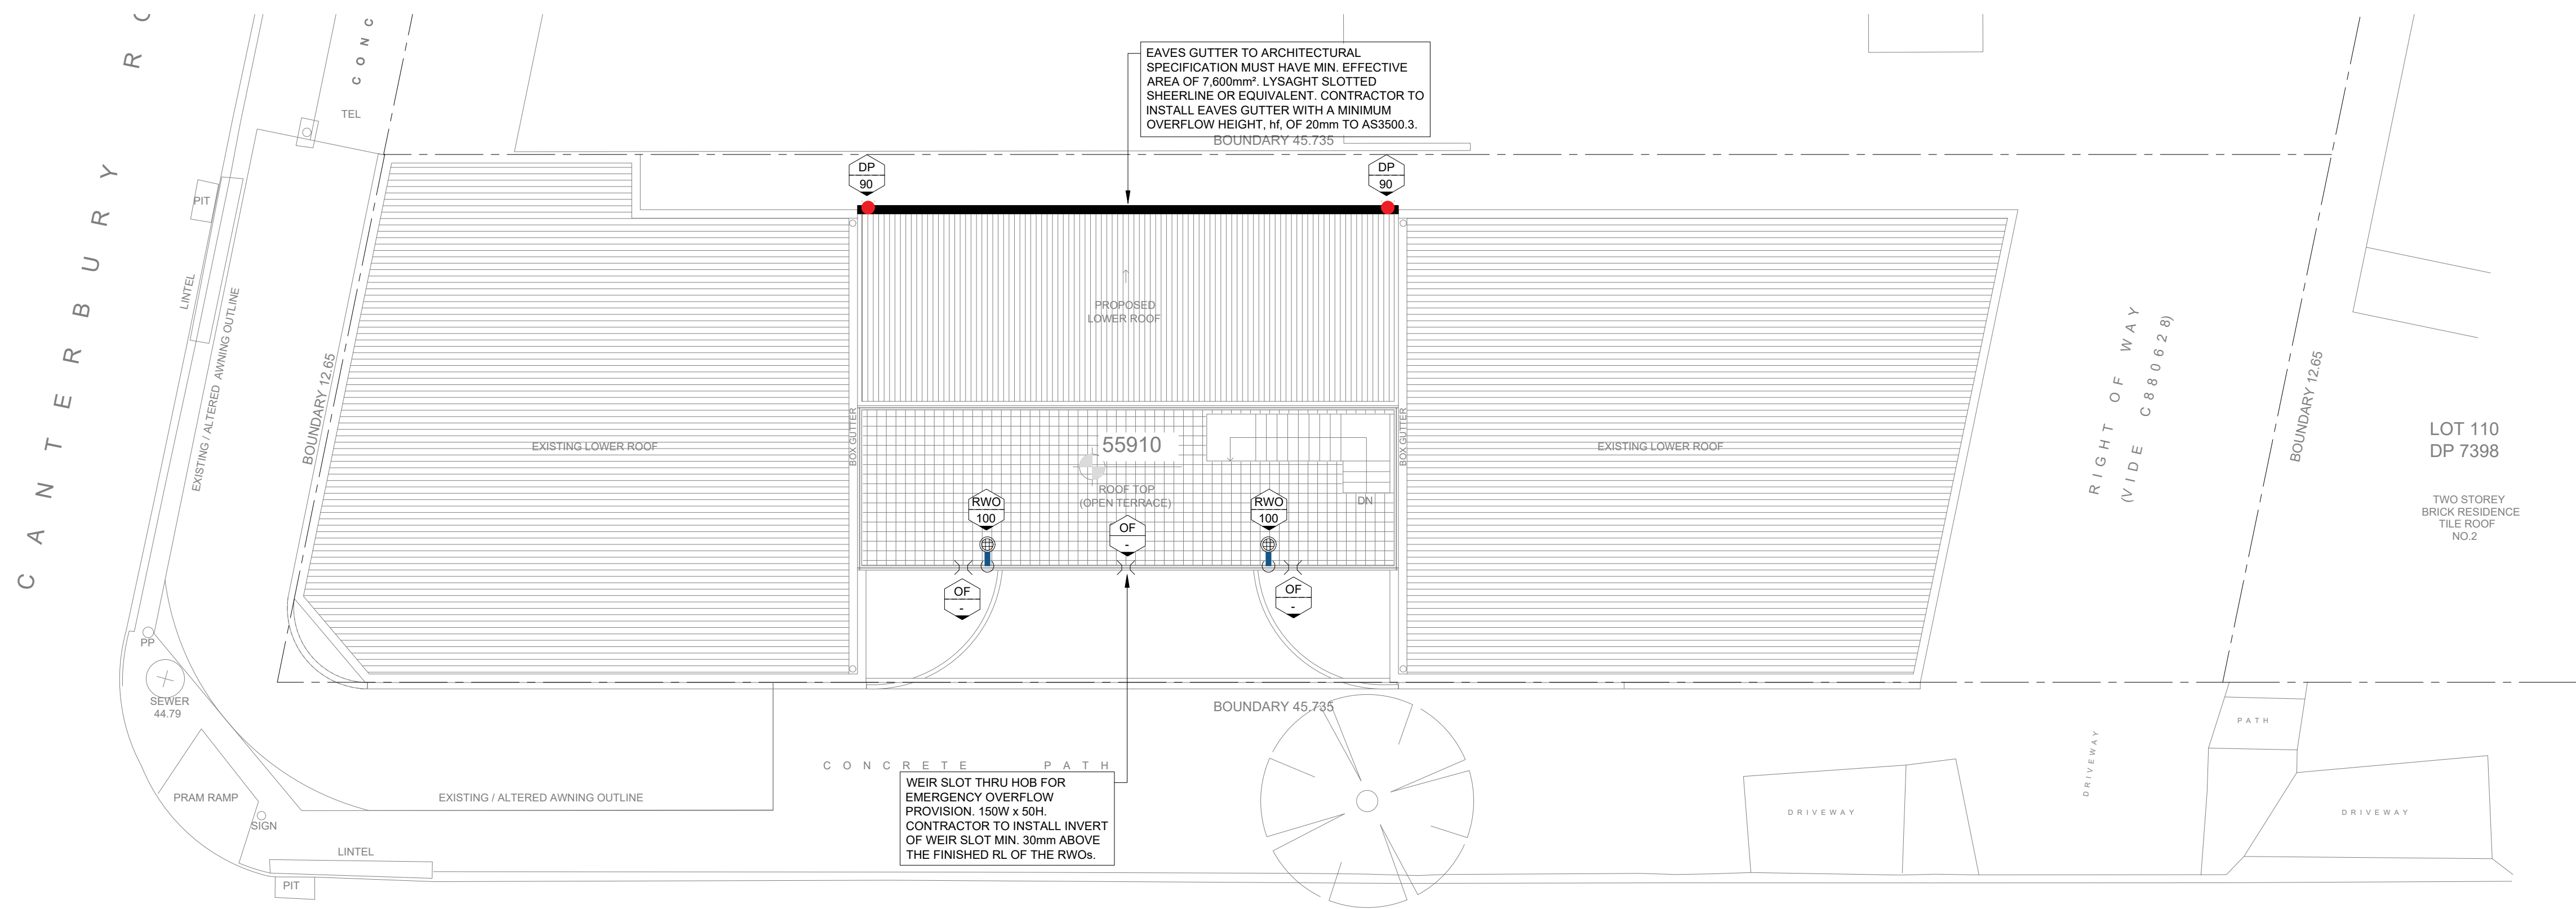 CANTERBURY RO
CONC
TEL
EAVES GUTTER TO ARCHITECTURAL
SPECIFICATION MUST HAVE MIN. EFFECTIVE
AREA OF 7,600mm². LYSAGHT SLOTTED
SHEERLINE OR EQUIVALENT. CONTRACTOR TO
INSTALL EAVES GUTTER WITH A MINIMUM
OVERFLOW HEIGHT, hf, OF 20mm TO AS3500.3.
BOUNDARY 45.735
DP
90
DP
90
PIT
LINTEL
EXISTING / ALTERED AWNING OUTLINE
BOUNDARY 12.65
PROPOSED
LOWER ROOF
EXISTING LOWER ROOF
BOX GUTTER
55910
ROOF TOP
(OPEN TERRACE)
DN
BOX GUTTER
EXISTING LOWER ROOF
RIGHT OF WAY
(VIDE C880628)
BOUNDARY 12.65
LOT 110
DP 7398
TWO STOREY
BRICK RESIDENCE
TILE ROOF
NO.2
RWO
100
OF
-
RWO
100
OF
-
OF
-
PP
SEWER
44.79
BOUNDARY 45.735
CONCRETE PATH
PATH
DRIVEWAY
WEIR SLOT THRU HOB FOR
EMERGENCY OVERFLOW
PROVISION. 150W x 50H.
CONTRACTOR TO INSTALL INVERT
OF WEIR SLOT MIN. 30mm ABOVE
THE FINISHED RL OF THE RWOs.
PRAM RAMP
EXISTING / ALTERED AWNING OUTLINE
SIGN
DRIVEWAY
DRIVEWAY
LINTEL
PIT